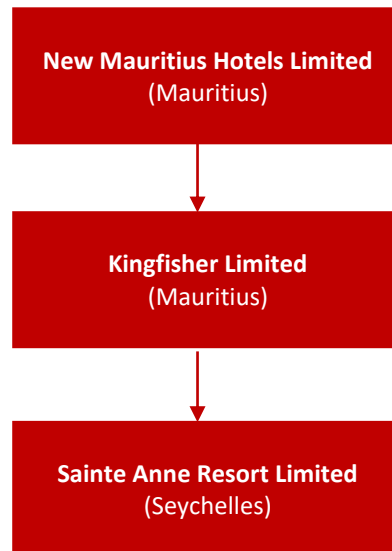 New Mauritius Hotels Limited
(Mauritius)
Kingfisher Limited
(Mauritius)
Sainte Anne Resort Limited
(Seychelles)